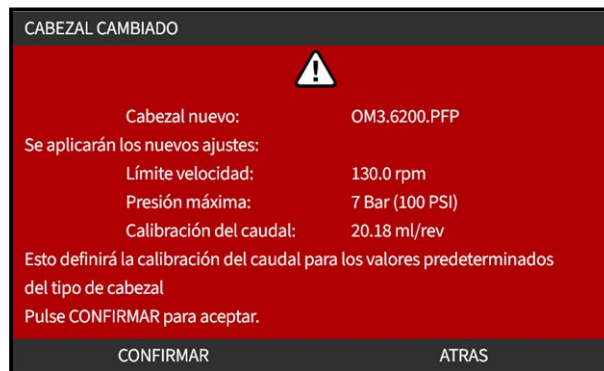 CABEZAL CAMBIADO
Cabezal nuevo: OM3.6200.PFP
Se aplicarán los nuevos ajustes:
Límite velocidad: 130.0 rpm
Presión máxima: 7 Bar (100 PSI)
Calibración del caudal: 20.18 ml/rev
Esto definirá la calibración del caudal para los valores predeterminados
del tipo de cabezal
Pulse CONFIRMAR para aceptar.
CONFIRMAR ATRAS